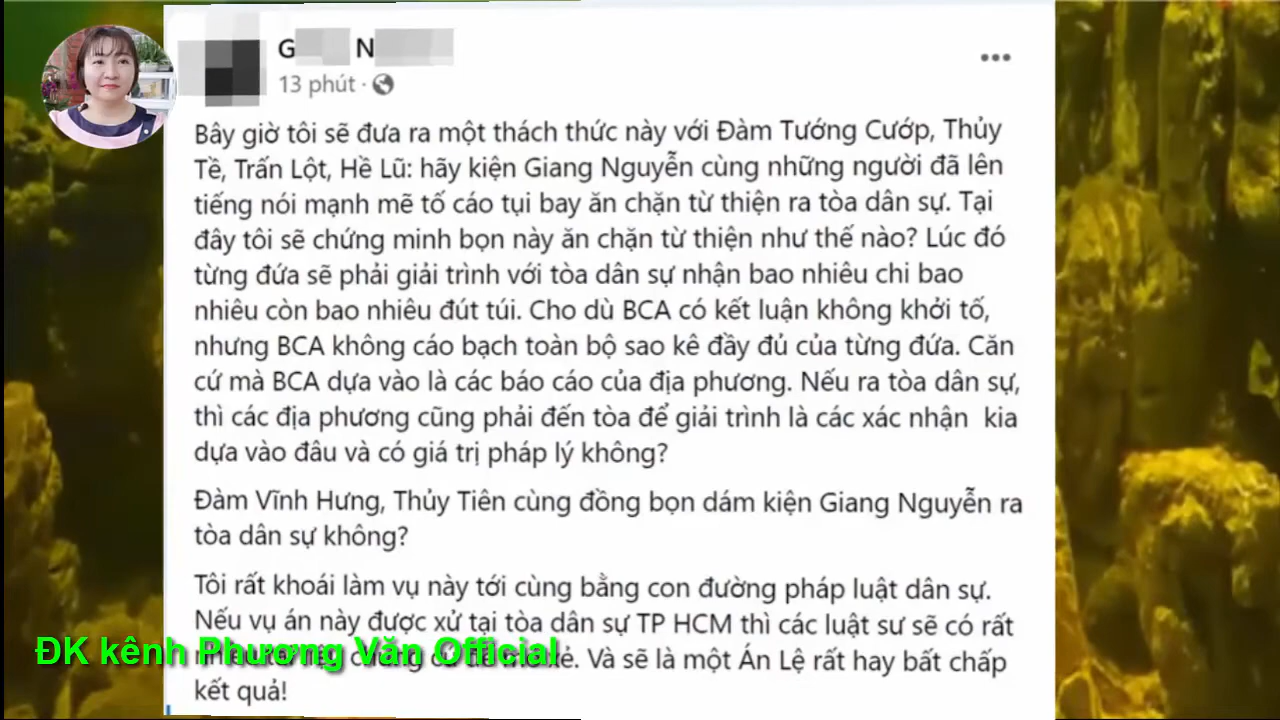 G N
13 phút ·
Bây giờ tôi sẽ đưa ra một thách thức này với Đàm Tướng Cướp, Thủy
Tề, Trấn Lột, Hề Lũ: hãy kiện Giang Nguyễn cùng những người đã lên
tiếng nói mạnh mẽ tố cáo tụi bay ăn chặn từ thiện ra tòa dân sự. Tại
đây tôi sẽ chứng minh bọn này ăn chặn từ thiện như thế nào? Lúc đó
từng đứa sẽ phải giải trình với tòa dân sự nhận bao nhiêu chi bao
nhiêu còn bao nhiêu đút túi. Cho dù BCA có kết luận không khởi tố,
nhưng BCA không cáo bạch toàn bộ sao kê đầy đủ của từng đứa. Căn
cứ mà BCA dựa vào là các báo cáo của địa phương. Nếu ra tòa dân sự,
thì các địa phương cũng phải đến tòa để giải trình là các xác nhận kia
dựa vào đâu và có giá trị pháp lý không?
Đàm Vĩnh Hưng, Thủy Tiên cùng đồng bọn dám kiện Giang Nguyễn ra
tòa dân sự không?
Tôi rất khoái làm vụ này tới cùng bằng con đường pháp luật dân sự.
Nếu vụ án này được xử tại tòa dân sự TP HCM thì các luật sư sẽ có rất
ĐK kênh Phương Văn Official
Và sẽ là một Án Lệ rất hay bất chấp
kết quả!